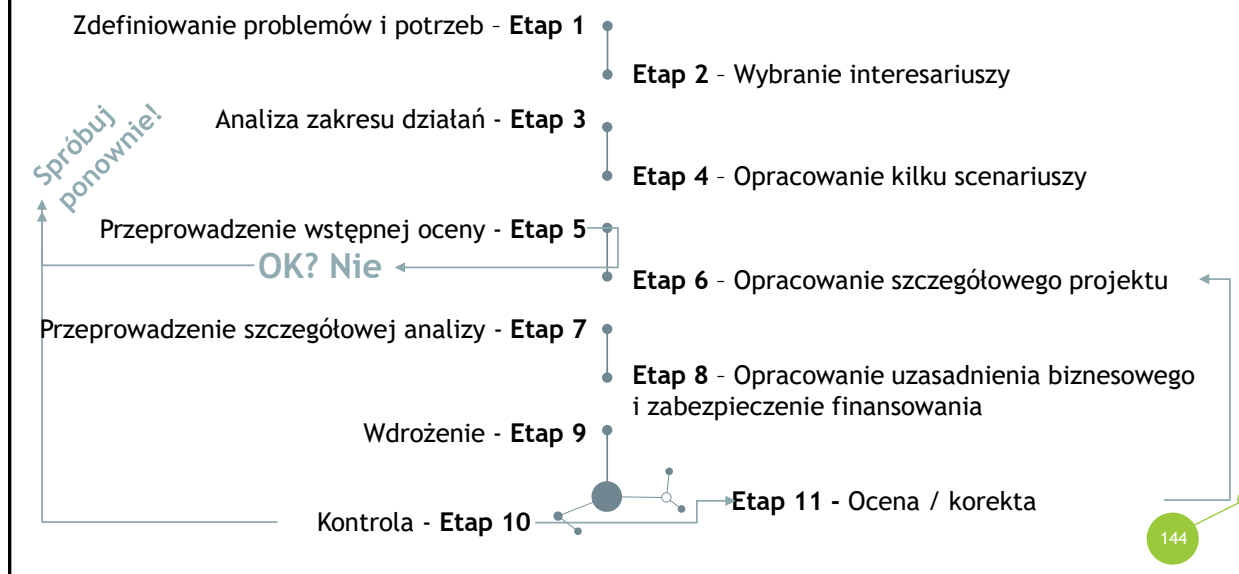 Zdefiniowanie problemów i potrzeb – Etap 1
Etap 2 – Wybranie interesariuszy
Spróbuj
ponownie!
Analiza zakresu działań - Etap 3
Etap 4 – Opracowanie kilku scenariuszy
Przeprowadzenie wstępnej oceny - Etap 5
OK? Nie
Etap 6 – Opracowanie szczegółowego projektu
Przeprowadzenie szczegółowej analizy - Etap 7
Etap 8 – Opracowanie uzasadnienia biznesowego
i zabezpieczenie finansowania
Wdrożenie - Etap 9
Etap 11 - Ocena / korekta
Kontrola - Etap 10
144